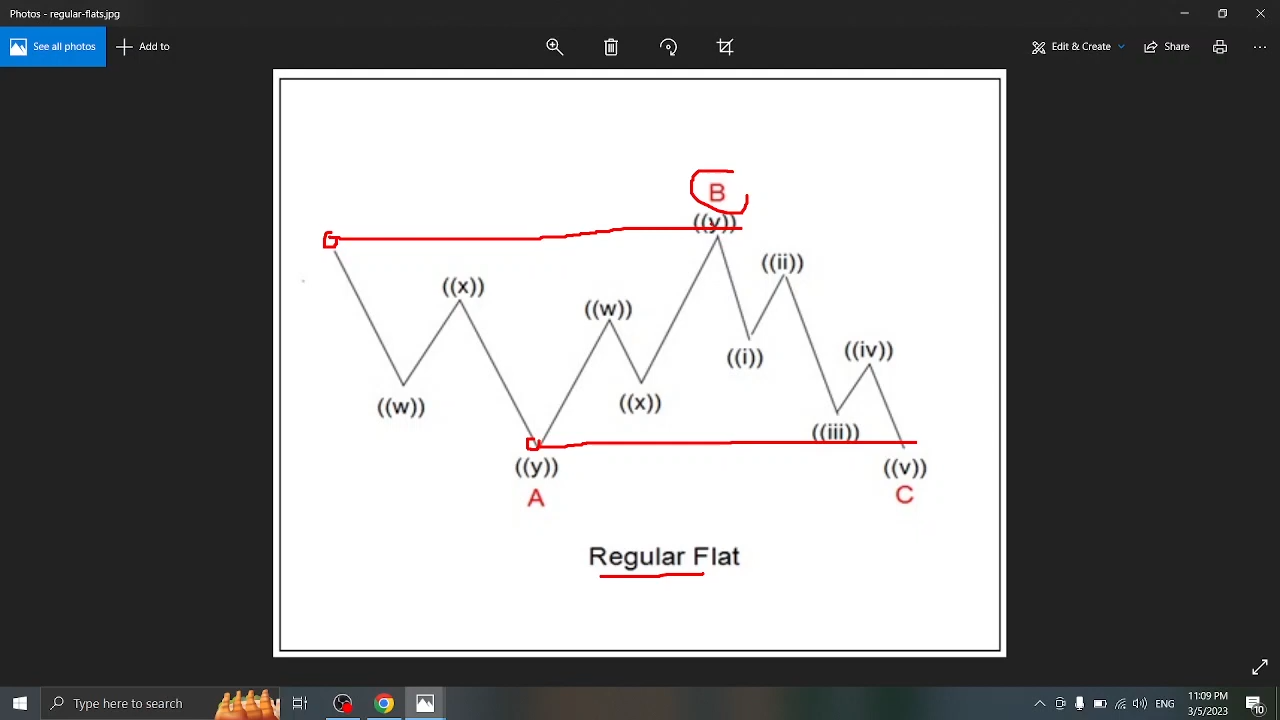 Photos - regular-flats.jpg
See all photos
Add to
Edit & Create
Share
B
((y))
((ii))
((x))
((w))
((iv))
((i))
((w))
((x))
((iii))
((y))
((v))
A
C
Regular Flat
Type here to search
ENG
11:09 PM
3/5/2023